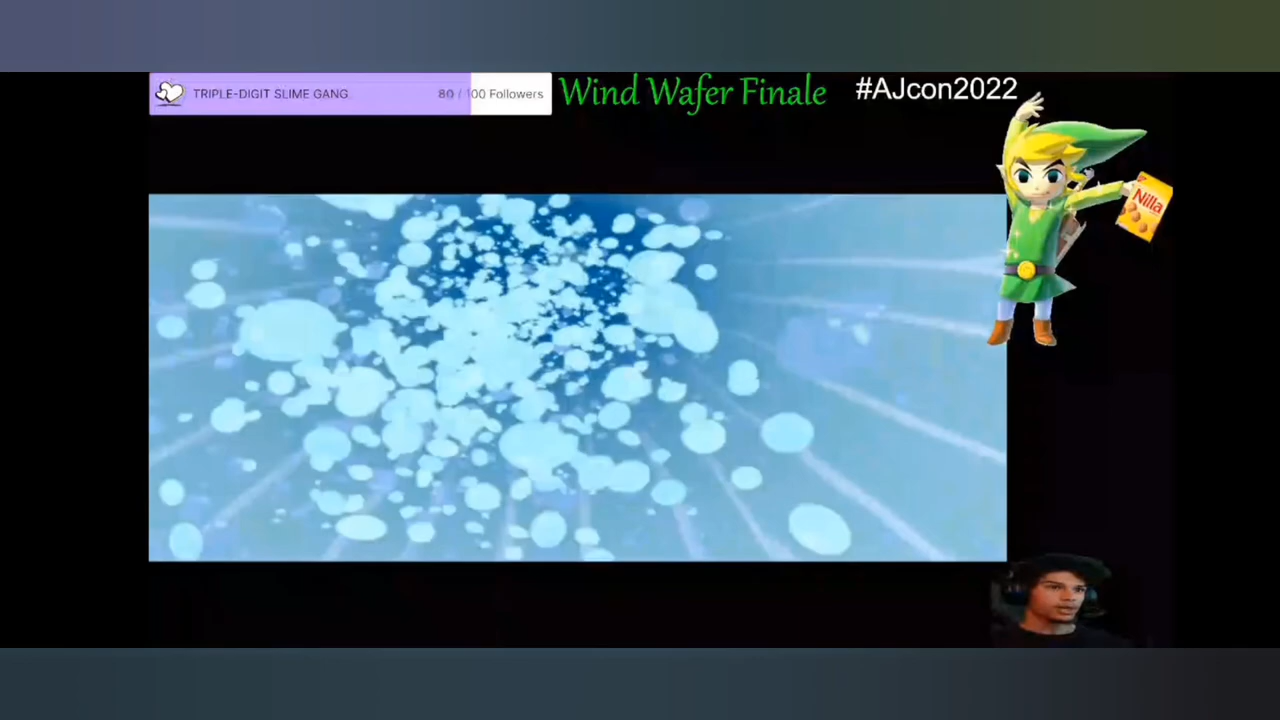 TRIPLE-DIGIT SLIME GANG
80 / 100 Followers
Wind Wafer Finale
#AJcon2022
Nilla